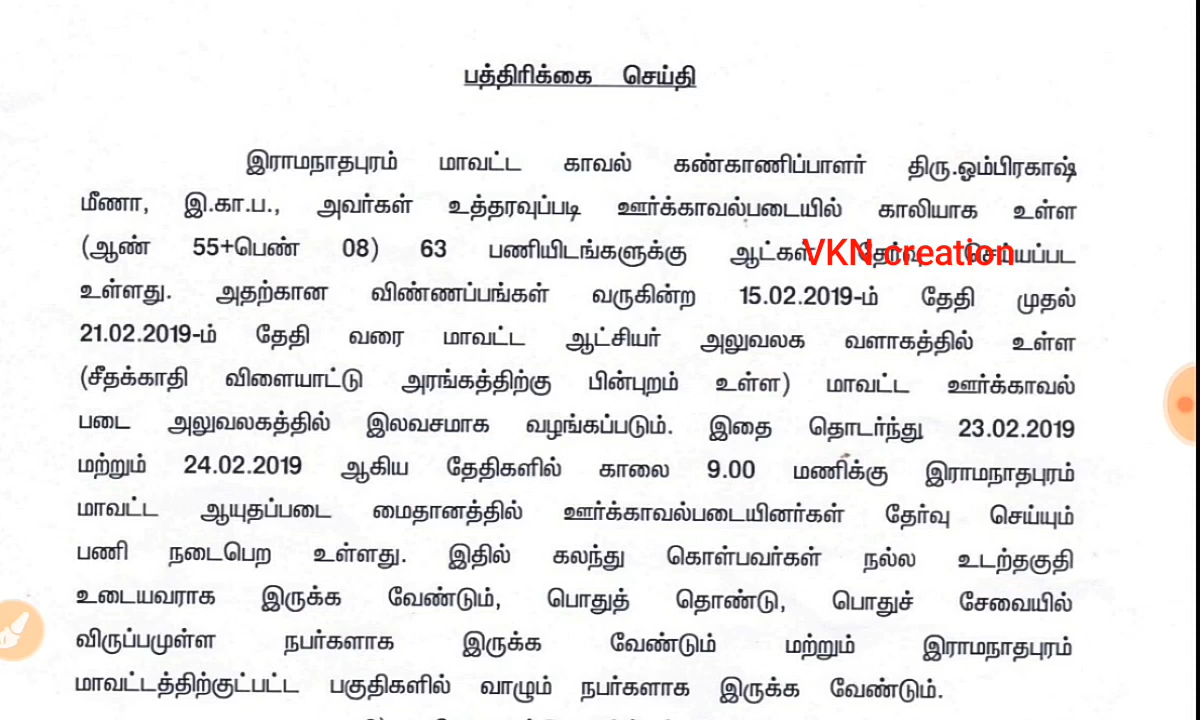 பத்திரிக்கை செய்தி
இராமநாதபுரம் மாவட்ட காவல் கண்காணிப்பாளர் திரு.ஓம்பிரகாஷ்
மீணா, இ.கா.ப., அவர்கள் உத்தரவுப்படி ஊர்க்காவல்படையில் காலியாக உள்ள
(ஆண் 55+பெண் 08) 63 பணியிடங்களுக்கு ஆட்கள் தேர்வு செய்யப்பட
VKN creation
உள்ளது. அதற்கான விண்ணப்பங்கள் வருகின்ற 15.02.2019-ம் தேதி முதல்
21.02.2019-ம் தேதி வரை மாவட்ட ஆட்சியர் அலுவலக வளாகத்தில் உள்ள
(சீதக்காதி விளையாட்டு அரங்கத்திற்கு பின்புறம் உள்ள) மாவட்ட ஊர்க்காவல்
படை அலுவலகத்தில் இலவசமாக வழங்கப்படும். இதை தொடர்ந்து 23.02.2019
மற்றும் 24.02.2019 ஆகிய தேதிகளில் காலை 9.00 மணிக்கு இராமநாதபுரம்
மாவட்ட ஆயுதப்படை மைதானத்தில் ஊர்க்காவல்படையினர்கள் தேர்வு செய்யும்
பணி நடைபெற உள்ளது. இதில் கலந்து கொள்பவர்கள் நல்ல உடற்தகுதி
உடையவராக இருக்க வேண்டும், பொதுத் தொண்டு, பொதுச் சேவையில்
விருப்பமுள்ள நபர்களாக இருக்க வேண்டும் மற்றும் இராமநாதபுரம்
மாவட்டத்திற்குட்பட்ட பகுதிகளில் வாழும் நபர்களாக இருக்க வேண்டும்.